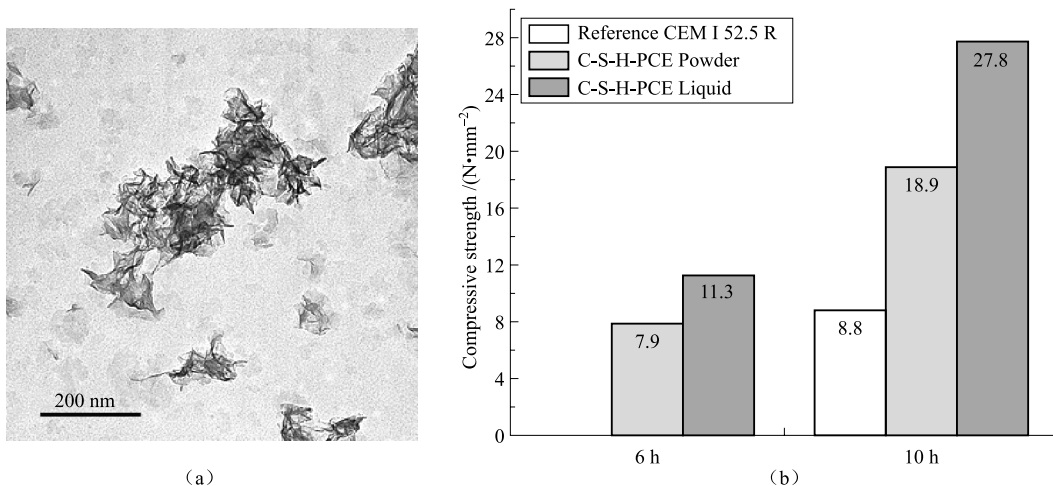 200 nm
(a)
Reference CEM I 52.5 R
C-S-H-PCE Powder
C-S-H-PCE Liquid
Compressive strength /(N•mm⁻²)
28
24
20
16
12
8
4
0
7.9
11.3
8.8
18.9
27.8
6 h
10 h
(b)